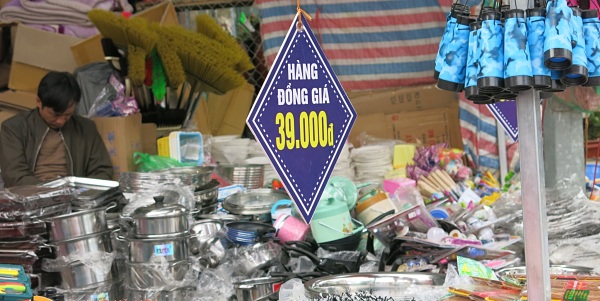 HÀNG
ĐỒNG GIÁ
39.000đ